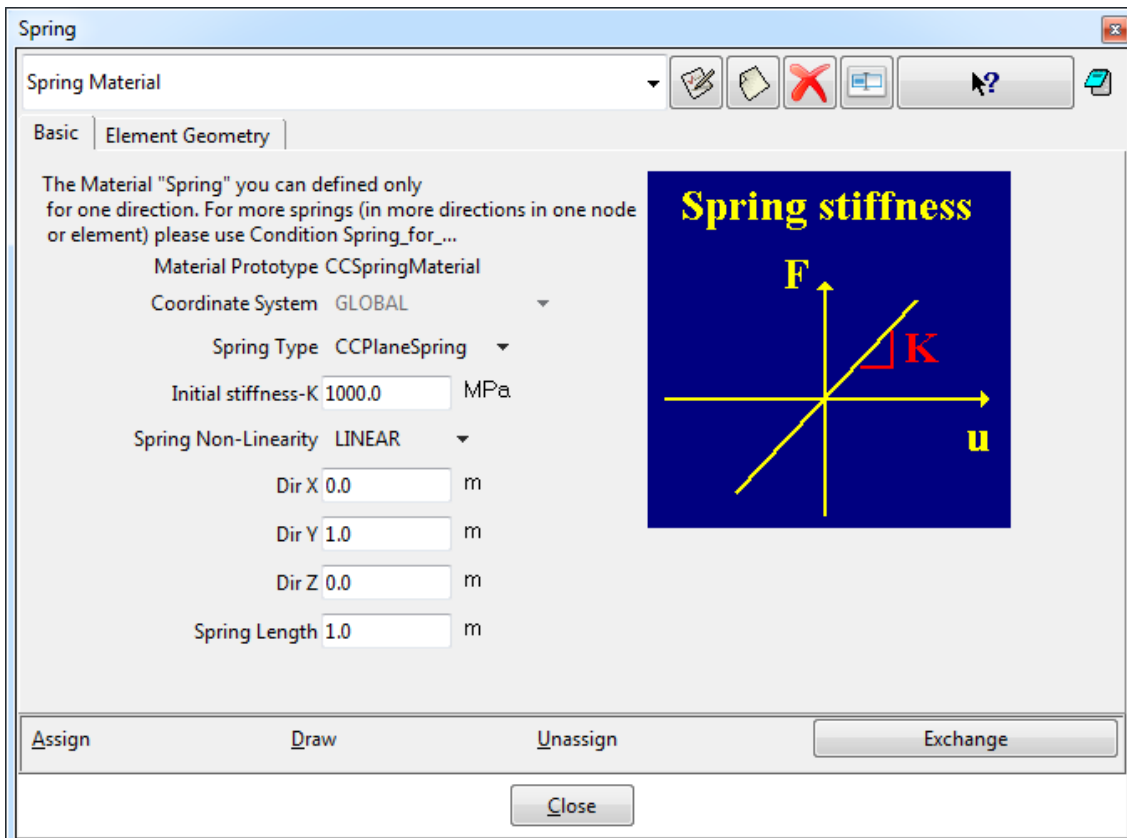 Spring
Spring Material
?
Basic
Element Geometry
The Material "Spring" you can defined only
for one direction. For more springs (in more directions in one node
or element) please use Condition Spring_for_...
Material Prototype CCSpringMaterial
Coordinate System GLOBAL
Spring Type CCPlaneSpring
Initial stiffness-K 1000.0 MPa
Spring Non-Linearity LINEAR
Dir X 0.0 m
Dir Y 1.0 m
Dir Z 0.0 m
Spring Length 1.0 m
Spring stiffness
F
K
u
Assign Draw Unassign Exchange
Close